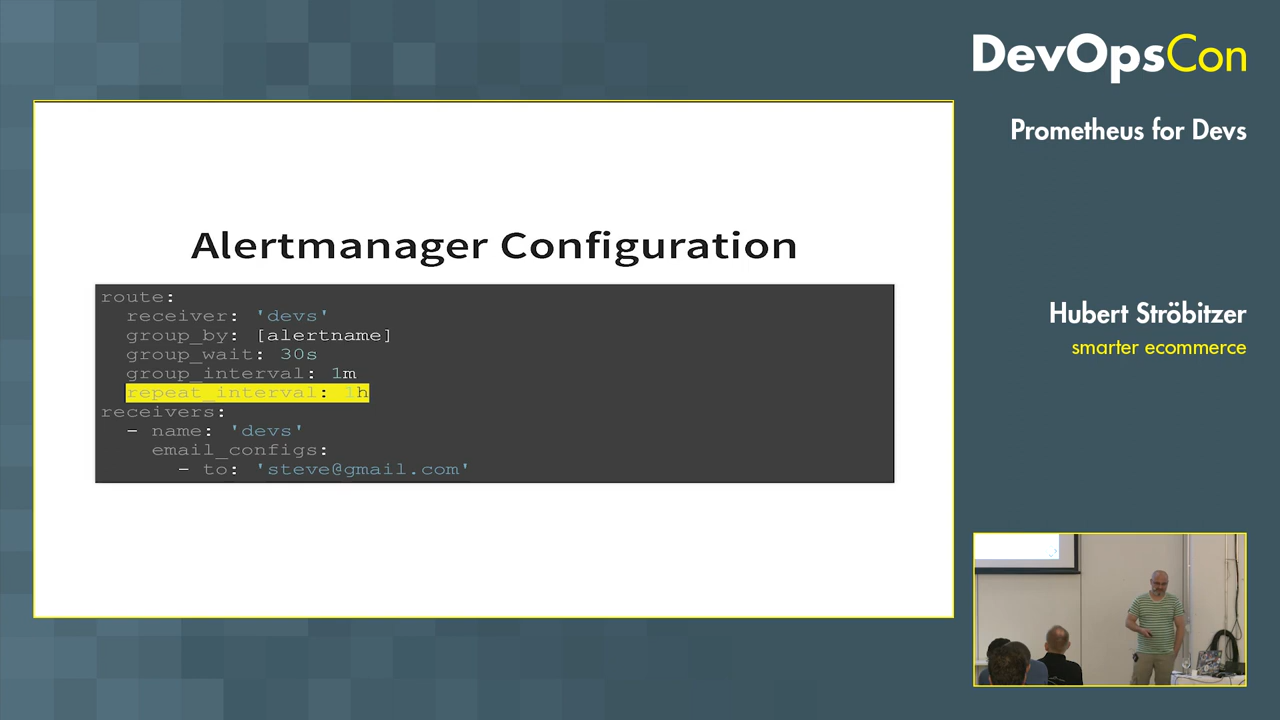 DevOpsCon
Prometheus for Devs
Alertmanager Configuration
route:
  receiver: 'devs'
  group_by: [alertname]
  group_wait: 30s
  group_interval: 1m
  repeat_interval: 1h
receivers:
  - name: 'devs'
    email_configs:
      - to: 'steve@gmail.com'
Hubert Ströbitzer
smarter ecommerce